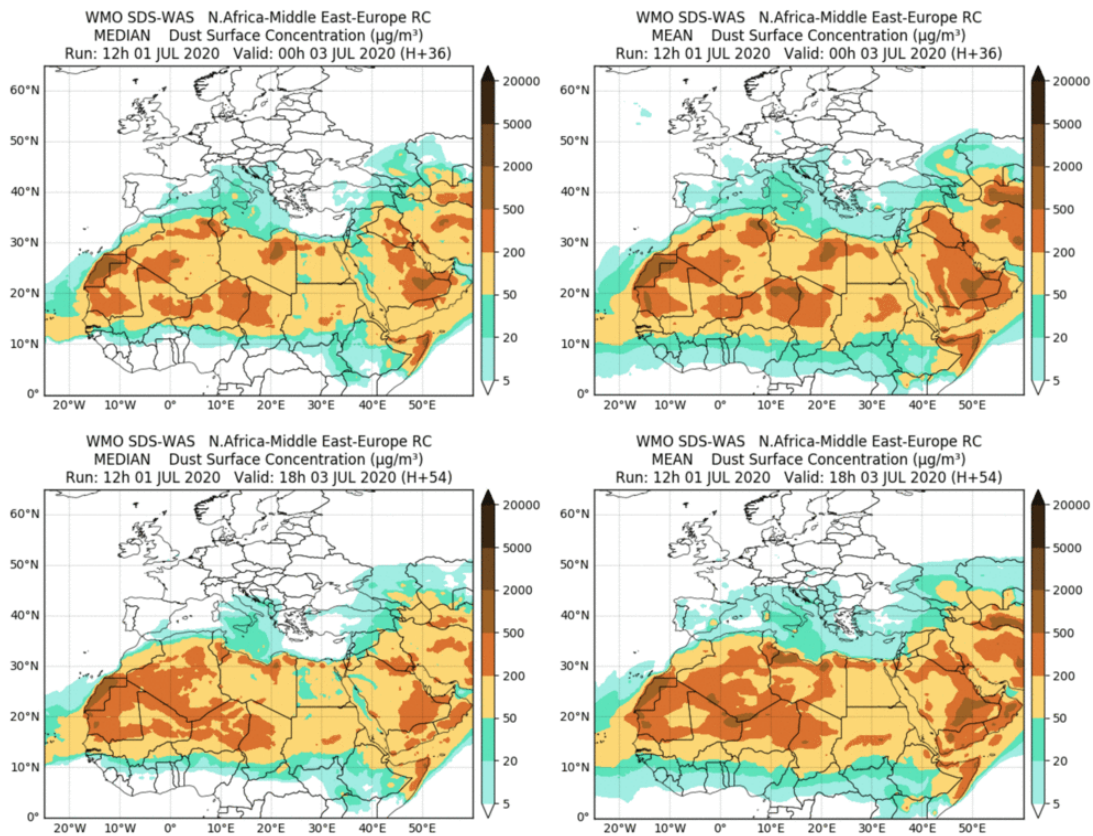 WMO SDS-WAS N.Africa-Middle East-Europe RC
MEDIAN Dust Surface Concentration (µg/m³)
Run: 12h 01 JUL 2020 Valid: 00h 03 JUL 2020 (H+36)
60°N
50°N
40°N
30°N
20°N
10°N
0°
20°W 10°W 0° 10°E 20°E 30°E 40°E 50°E
20000
5000
2000
500
200
50
20
5
WMO SDS-WAS N.Africa-Middle East-Europe RC
MEAN Dust Surface Concentration (µg/m³)
Run: 12h 01 JUL 2020 Valid: 00h 03 JUL 2020 (H+36)
60°N
50°N
40°N
30°N
20°N
10°N
0°
20°W 10°W 0° 10°E 20°E 30°E 40°E 50°E
20000
5000
2000
500
200
50
20
5
WMO SDS-WAS N.Africa-Middle East-Europe RC
MEDIAN Dust Surface Concentration (µg/m³)
Run: 12h 01 JUL 2020 Valid: 18h 03 JUL 2020 (H+54)
60°N
50°N
40°N
30°N
20°N
10°N
0°
20°W 10°W 0° 10°E 20°E 30°E 40°E 50°E
20000
5000
2000
500
200
50
20
5
WMO SDS-WAS N.Africa-Middle East-Europe RC
MEAN Dust Surface Concentration (µg/m³)
Run: 12h 01 JUL 2020 Valid: 18h 03 JUL 2020 (H+54)
60°N
50°N
40°N
30°N
20°N
10°N
0°
20°W 10°W 0° 10°E 20°E 30°E 40°E 50°E
20000
5000
2000
500
200
50
20
5